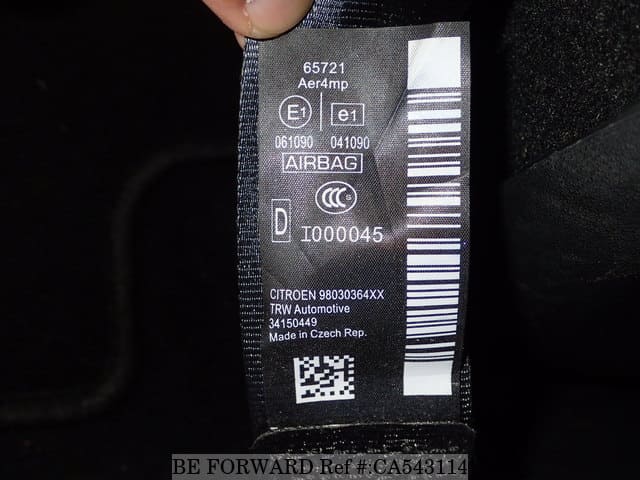 65721
Aer4mp
E1 e1
061090 041090
AIRBAG
CCC
D I000045
CITROEN 98030364XX
TRW Automotive
34150449
Made in Czech Rep.
BE FORWARD Ref #:CA543114